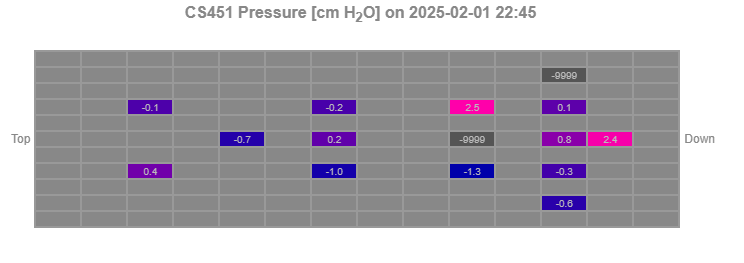 CS451 Pressure [cm H2O] on 2025-02-01 22:45
-9999
-0.1 -0.2 2.5 0.1
Top -0.7 0.2 -9999 0.8 2.4 Down
0.4 -1.0 -1.3 -0.3
-0.6